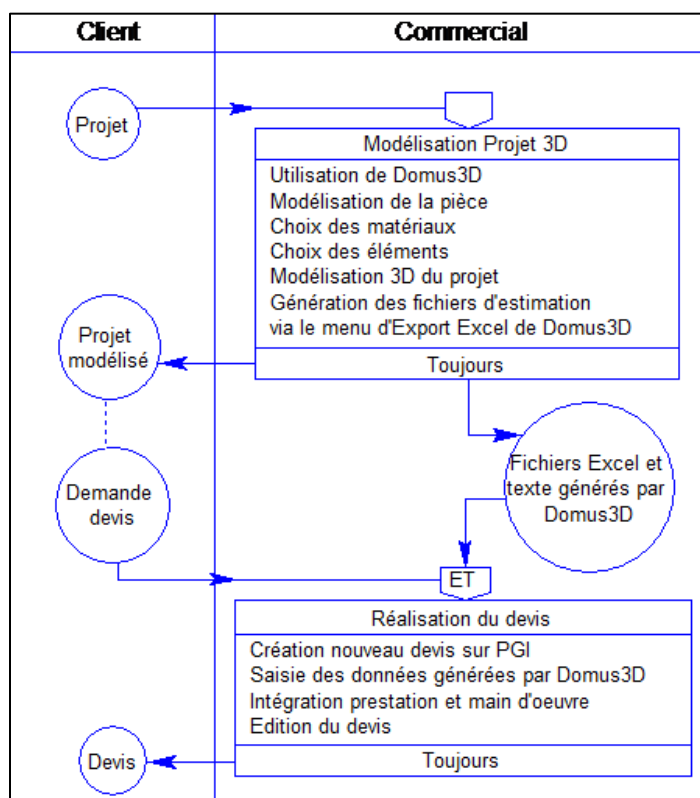 Client
Commercial
Projet
Modélisation Projet 3D
Utilisation de Domus3D
Modélisation de la pièce
Choix des matériaux
Choix des éléments
Modélisation 3D du projet
Génération des fichiers d'estimation
via le menu d'Export Excel de Domus3D
Toujours
Projet
modélisé
Fichiers Excel et
texte générés par
Domus3D
Demande
devis
ET
Réalisation du devis
Création nouveau devis sur PGI
Saisie des données générées par Domus3D
Intégration prestation et main d'oeuvre
Edition du devis
Toujours
Devis